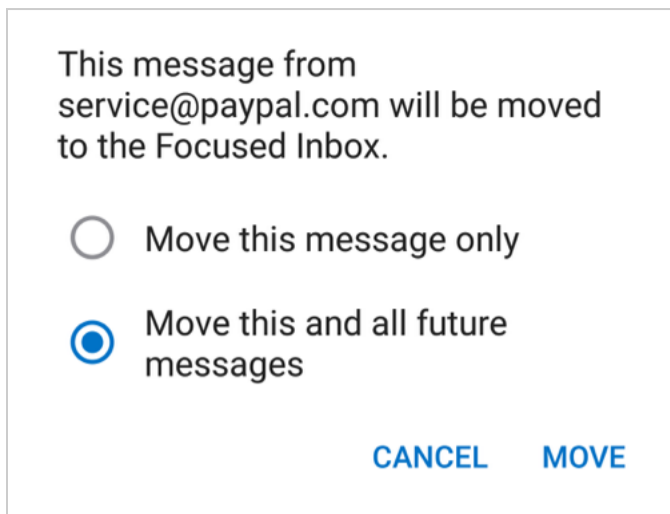 This message from
service@paypal.com will be moved
to the Focused Inbox.
Move this message only
Move this and all future
messages
CANCEL MOVE